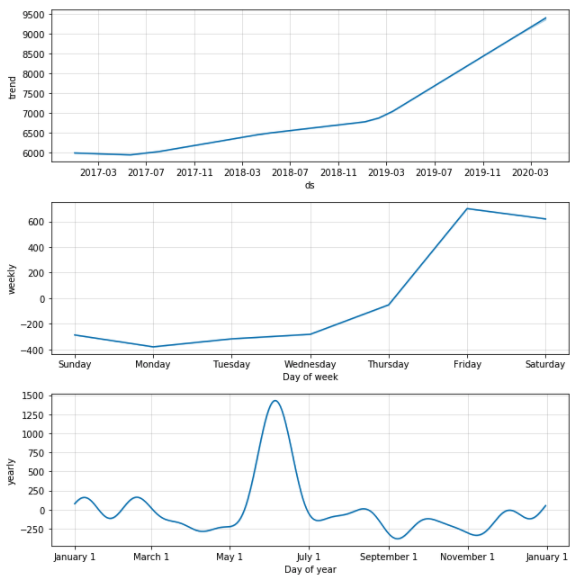 9500
9000
8500
8000
7500
7000
6500
6000
trend
2017-03 2017-07 2017-11 2018-03 2018-07 2018-11 2019-03 2019-07 2019-11 2020-03
ds
600
400
200
0
−200
−400
weekly
Sunday Monday Tuesday Wednesday Thursday Friday Saturday
Day of week
1500
1250
1000
750
500
250
0
−250
yearly
January 1 March 1 May 1 July 1 September 1 November 1 January 1
Day of year